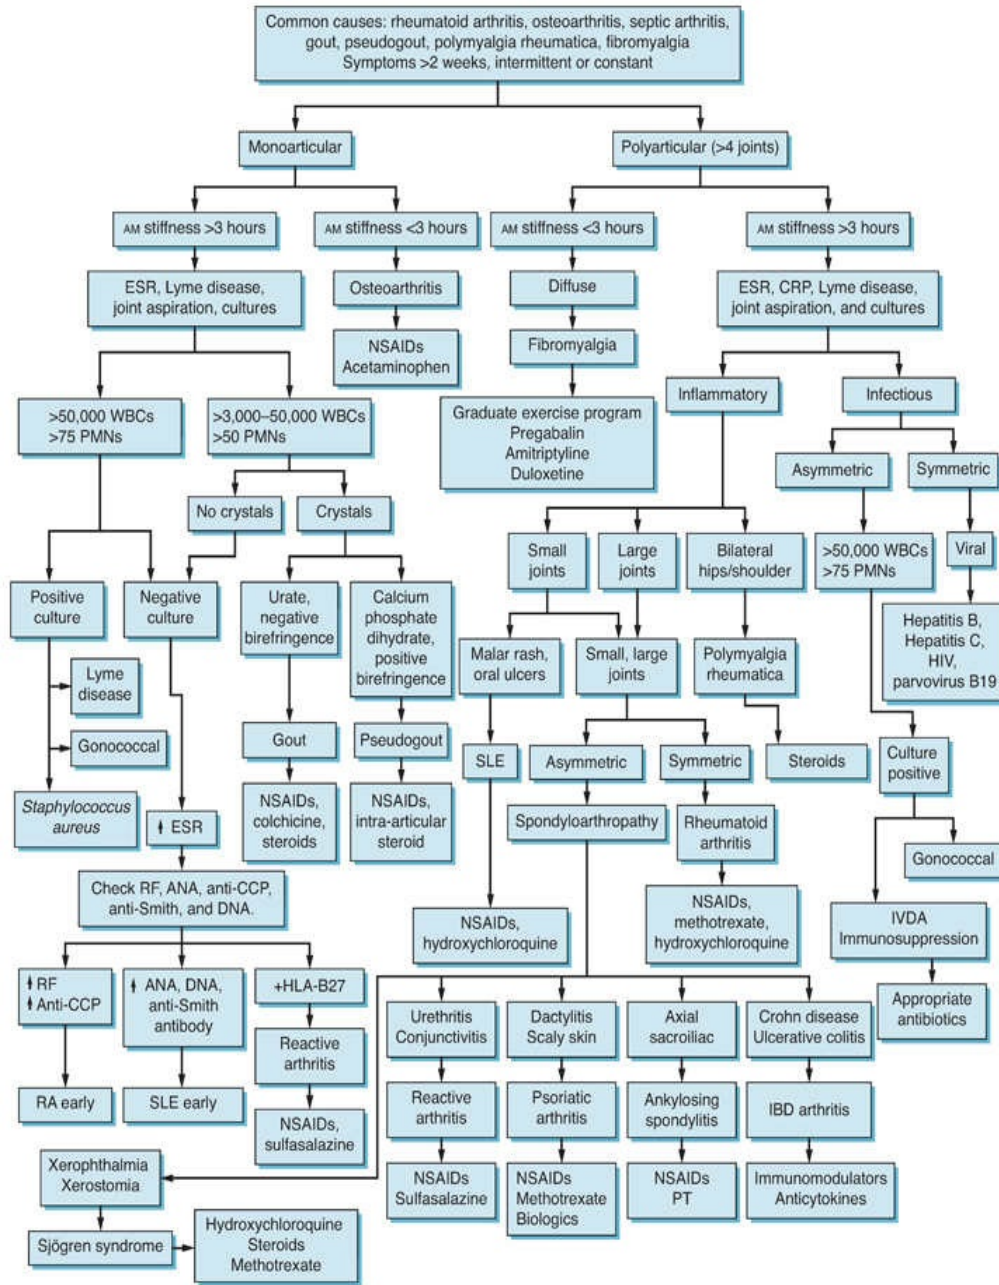 Common causes: rheumatoid arthritis, osteoarthritis, septic arthritis,
gout, pseudogout, polymyalgia rheumatica, fibromyalgia
Symptoms >2 weeks, intermittent or constant
Monoarticular
Polyarticular (>4 joints)
AM stiffness >3 hours
AM stiffness <3 hours
AM stiffness <3 hours
AM stiffness >3 hours
ESR, Lyme disease,
joint aspiration, cultures
Osteoarthritis
Diffuse
ESR, CRP, Lyme disease,
joint aspiration, and cultures
NSAIDs
Acetaminophen
Fibromyalgia
>50,000 WBCs
>75 PMNs
>3,000–50,000 WBCs
>50 PMNs
Graduate exercise program
Pregabalin
Amitriptyline
Duloxetine
Inflammatory
Infectious
Asymmetric
Symmetric
No crystals
Crystals
Small
joints
Large
joints
Bilateral
hips/shoulder
>50,000 WBCs
>75 PMNs
Viral
Positive
culture
Negative
culture
Urate,
negative
birefringence
Calcium
phosphate
dihydrate,
positive
birefringence
Malar rash,
oral ulcers
Small, large
joints
Polymyalgia
rheumatica
Hepatitis B,
Hepatitis C,
HIV,
parvovirus B19
Lyme
disease
Gonococcal
Gout
Pseudogout
SLE
Asymmetric
Symmetric
Steroids
Culture
positive
Staphylococcus
aureus
↑ ESR
NSAIDs,
colchicine,
steroids
NSAIDs,
intra-articular
steroid
Spondyloarthropathy
Rheumatoid
arthritis
Gonococcal
Check RF, ANA, anti-CCP,
anti-Smith, and DNA.
NSAIDs,
hydroxychloroquine
NSAIDs,
methotrexate,
hydroxychloroquine
IVDA
Immunosuppression
↑ RF
↑ Anti-CCP
↑ ANA, DNA,
anti-Smith
antibody
+HLA-B27
Urethritis
Conjunctivitis
Dactylitis
Scaly skin
Axial
sacroiliac
Crohn disease
Ulcerative colitis
Appropriate
antibiotics
Reactive
arthritis
RA early
SLE early
Reactive
arthritis
Psoriatic
arthritis
Ankylosing
spondylitis
IBD arthritis
NSAIDs,
sulfasalazine
Xerophthalmia
Xerostomia
NSAIDs
Sulfasalazine
NSAIDs
Methotrexate
Biologics
NSAIDs
PT
Immunomodulators
Anticytokines
Sjögren syndrome
Hydroxychloroquine
Steroids
Methotrexate